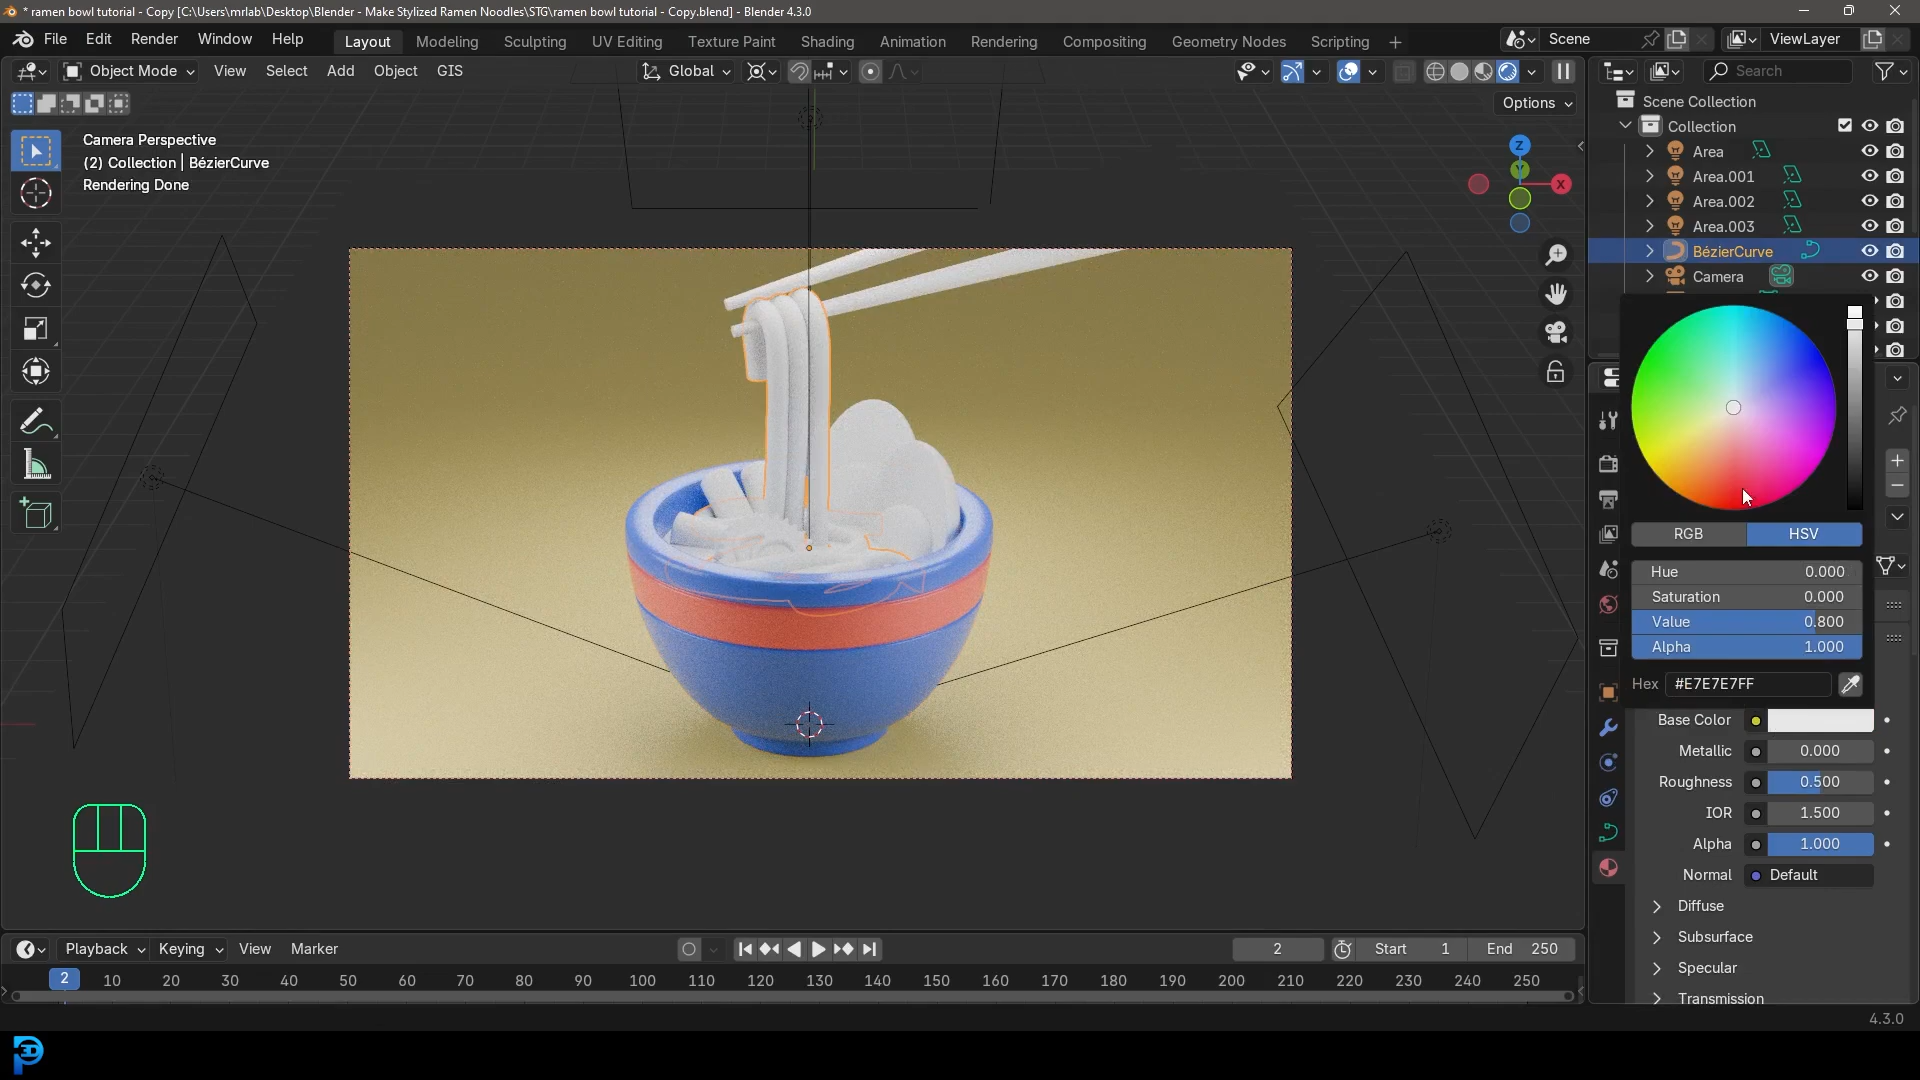 * ramen bowl tutorial - Copy [C:\Users\mrlab\Desktop\Blender - Make Stylized Ramen Noodles\STG\ramen bowl tutorial - Copy.blend] - Blender 4.3.0
File Edit Render Window Help Layout Modeling Sculpting UV Editing Texture Paint Shading Animation Rendering Compositing Geometry Nodes Scripting + Scene ViewLayer
Object Mode View Select Add Object GIS Global Search
Options
Scene Collection
Collection
Area
Area.001
Area.002
Area.003
BézierCurve
Camera
Camera Perspective
(2) Collection | BézierCurve
Rendering Done
Z
Y
X
RGB HSV
Hue 0.000
Saturation 0.000
Value 0.800
Alpha 1.000
Hex #E7E7E7FF
Base Color
Metallic 0.000
Roughness 0.500
IOR 1.500
Alpha 1.000
Normal Default
Diffuse
Subsurface
Specular
Transmission
Playback Keying View Marker 2 Start 1 End 250
2 10 20 30 40 50 60 70 80 90 100 110 120 130 140 150 160 170 180 190 200 210 220 230 240 250
4.3.0
3D